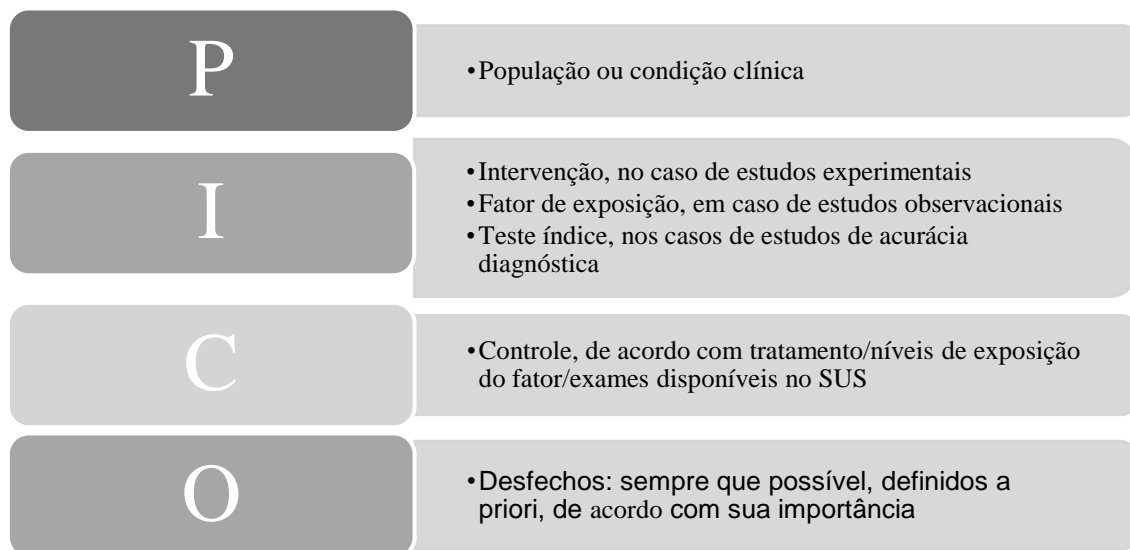 P
•População ou condição clínica
I
•Intervenção, no caso de estudos experimentais
•Fator de exposição, em caso de estudos observacionais
•Teste índice, nos casos de estudos de acurácia
diagnóstica
C
•Controle, de acordo com tratamento/níveis de exposição
do fator/exames disponíveis no SUS
O
•Desfechos: sempre que possível, definidos a
priori, de acordo com sua importância